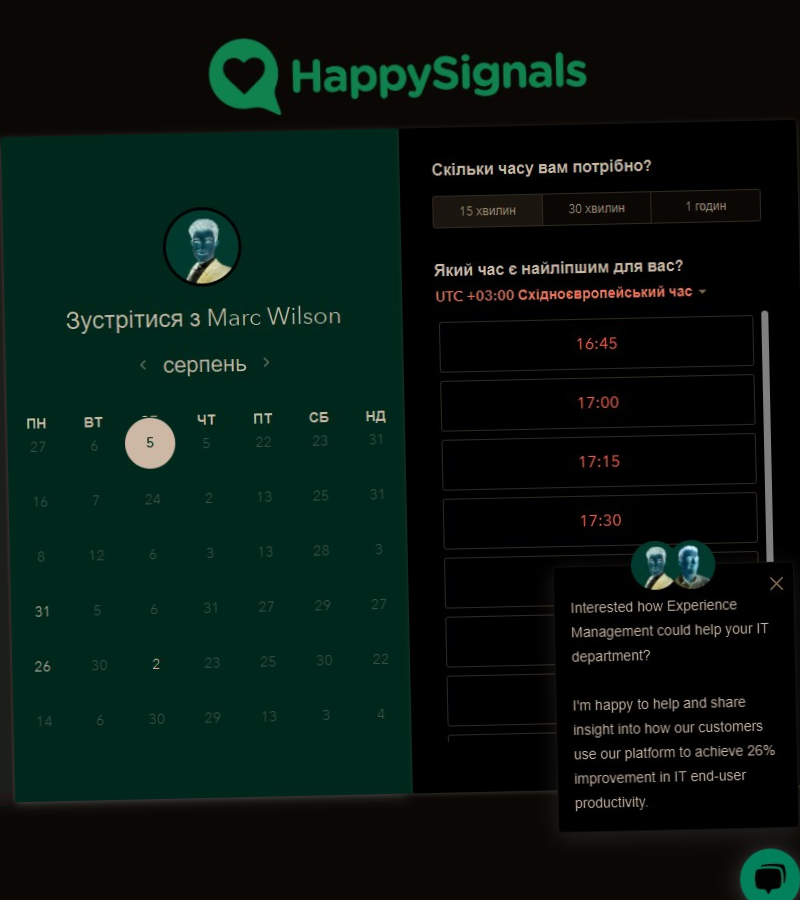 HappySignals
Зустрітися з Marc Wilson
серпень
ПН ВТ ЧТ ПТ СБ НД
27 6 5 5 22 23 31
16 7 24 2 13 25 31
8 12 6 3 13 28 3
31 5 6 31 27 29 27
26 30 2 23 25 30 22
14 6 30 29 13 3 4
Скільки часу вам потрібно?
15 хвилин 30 хвилин 1 годин
Який час є найліпшим для вас?
UTC +03:00 Східноєвропейський час
16:45
17:00
17:15
17:30
Interested how Experience
Management could help your IT
department?
I'm happy to help and share
insight into how our customers
use our platform to achieve 26%
improvement in IT end-user
productivity.